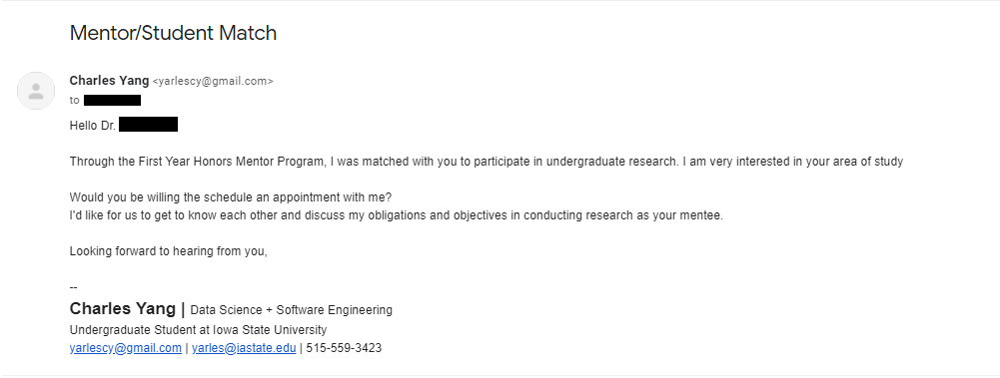 Mentor/Student Match
Charles Yang <yarlescy@gmail.com>
to
Hello Dr.
Through the First Year Honors Mentor Program, I was matched with you to participate in undergraduate research. I am very interested in your area of study
Would you be willing the schedule an appointment with me?
I'd like for us to get to know each other and discuss my obligations and objectives in conducting research as your mentee.
Looking forward to hearing from you,
--
Charles Yang | Data Science + Software Engineering
Undergraduate Student at Iowa State University
yarlescy@gmail.com | yarles@iastate.edu | 515-559-3423